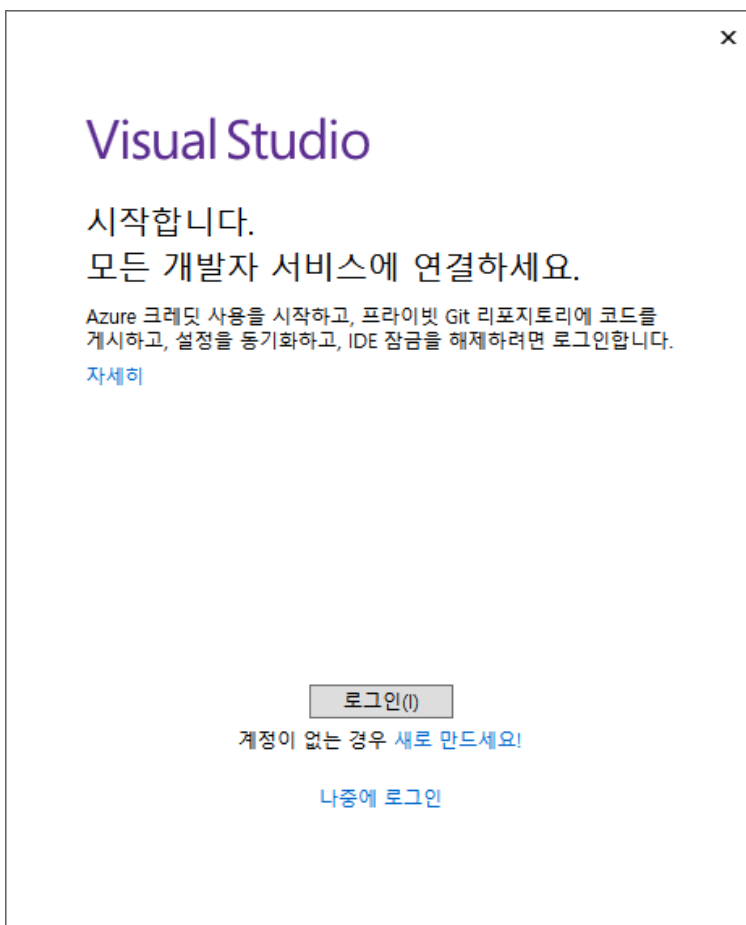 Visual Studio
시작합니다.
모든 개발자 서비스에 연결하세요.
Azure 크레딧 사용을 시작하고, 프라이빗 Git 리포지토리에 코드를
게시하고, 설정을 동기화하고, IDE 잠금을 해제하려면 로그인합니다.
자세히
로그인(I)
계정이 없는 경우 새로 만드세요!
나중에 로그인